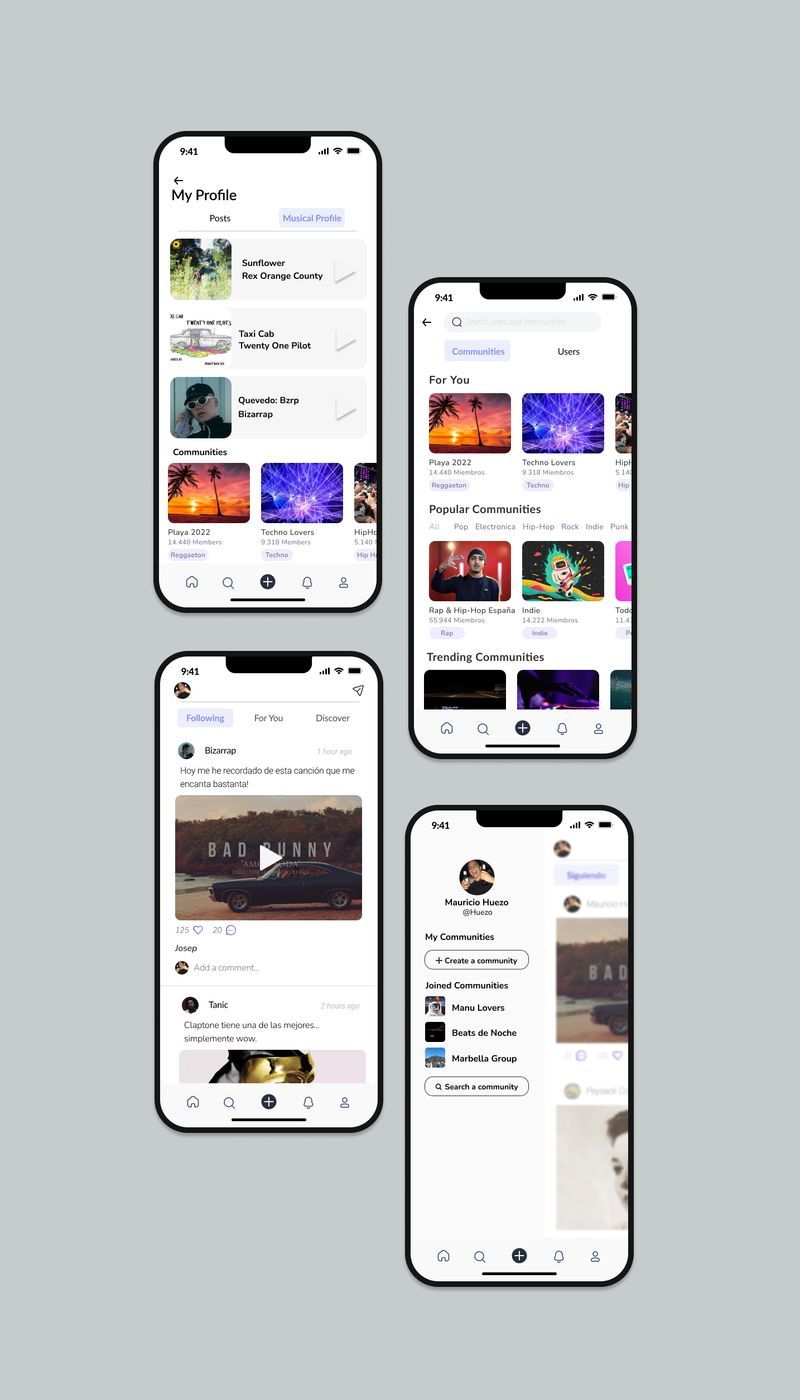 9:41
My Profile
Posts Musical Profile
Sunflower
Rex Orange County
TWENTY ONE PILOTS
Taxi Cab
Twenty One Pilot
Quevedo: Bzrp
Bizarrap
Communities
Playa 2022 Techno Lovers HipHo
14.440 Members 9.318 Members 5.140
Reggaeton Techno Hip H
9:41
Search users and communities
Communities Users
For You
Playa 2022 Techno Lovers HipH
14.440 Miembros 9.318 Miembros 5.140
Reggaeton Techno Hip
Popular Communities
All Pop Electronica Hip-Hop Rock Indie Punk
Rap & Hip-Hop España Indie Todo
55.944 Miembros 14.222 Miembros 11.4
Rap Indie
Trending Communities
9:41
Following For You Discover
Bizarrap 1 hour ago
Hoy me he recordado de esta canción que me
encanta bastanta!
BAD BUNNY
125 20
Josep
Add a comment...
Tanic 2 hours ago
Claptone tiene una de las mejores...
simplemente wow.
9:41
Mauricio Huezo
@Huezo
My Communities
+ Create a community
Joined Communities
Manu Lovers
Beats de Noche
Marbella Group
Search a community
Siguiendo
Mauricio H
BAD